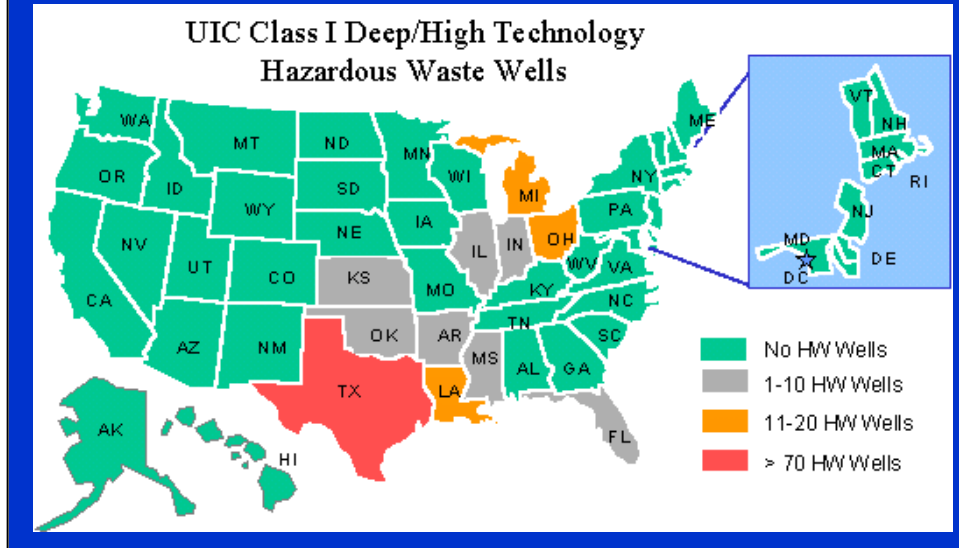 UIC Class I Deep/High Technology
Hazardous Waste Wells
WA
MT
ND
MN
ME
VT
NH
OR
ID
SD
WI
MI
NY
MA
CT
RI
WY
IA
PA
NJ
NV
NE
IL
IN
OH
MD
DE
DC
UT
CO
KS
MO
WV
VA
KY
CA
NC
AZ
NM
OK
AR
TN
SC
MS
AL
GA
No HW Wells
1-10 HW Wells
TX
LA
11-20 HW Wells
AK
HI
FL
> 70 HW Wells